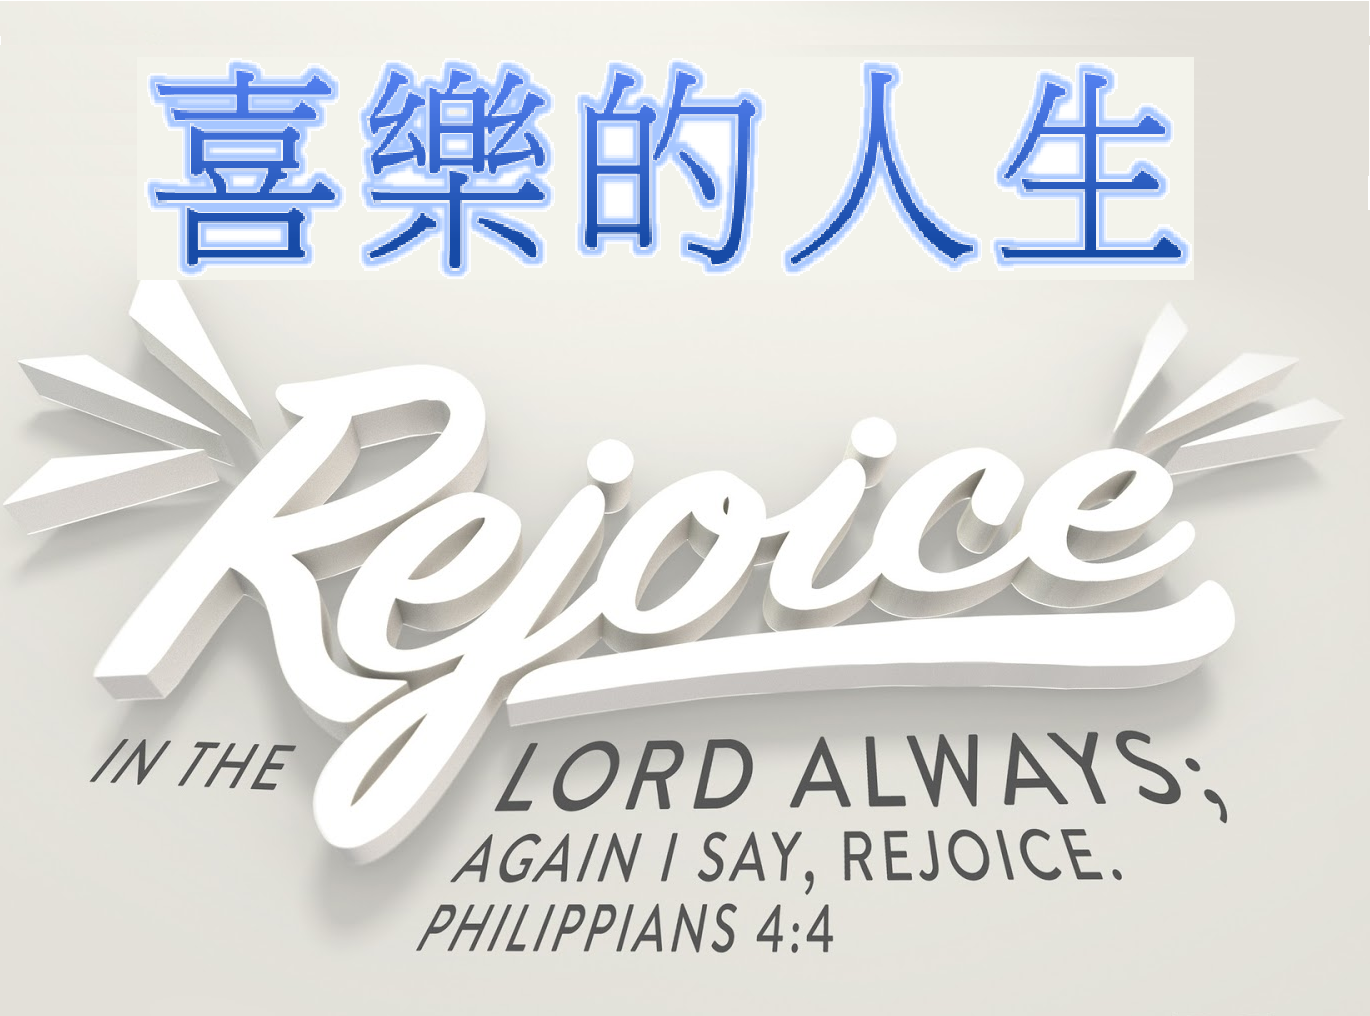 喜樂的人生
Rejoice
IN THE LORD ALWAYS;
AGAIN I SAY, REJOICE.
PHILIPPIANS 4:4